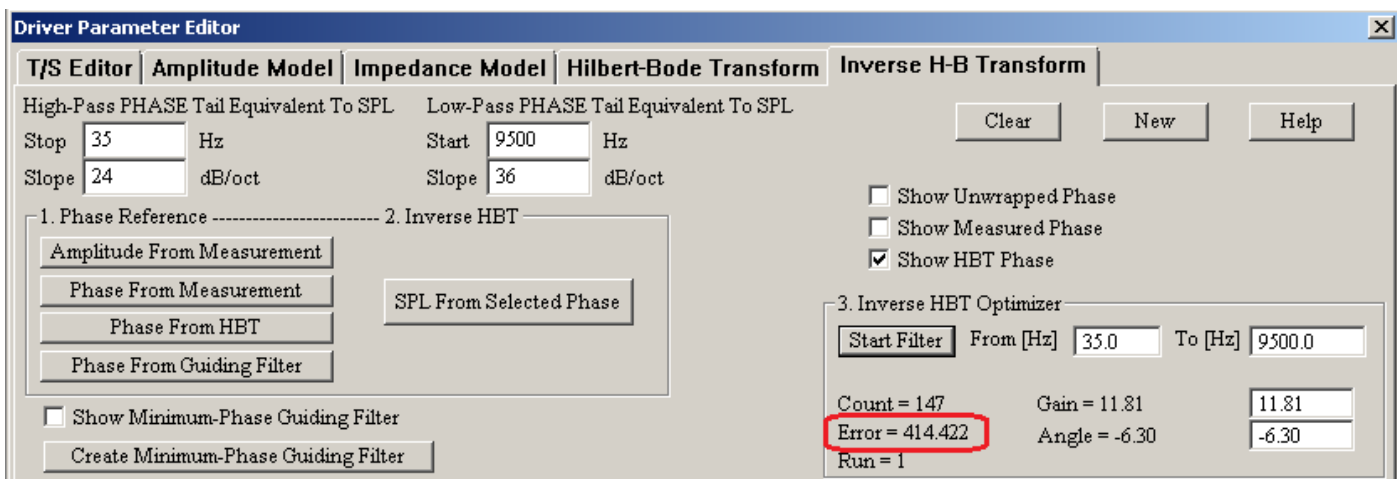 Driver Parameter Editor
T/S Editor Amplitude Model Impedance Model Hilbert-Bode Transform Inverse H-B Transform
High-Pass PHASE Tail Equivalent To SPL Low-Pass PHASE Tail Equivalent To SPL
Stop 35 Hz Start 9500 Hz
Slope 24 dB/oct Slope 36 dB/oct
Clear New Help
Show Unwrapped Phase
Show Measured Phase
Show HBT Phase
1. Phase Reference ------------------------- 2. Inverse HBT
Amplitude From Measurement
Phase From Measurement
Phase From HBT
Phase From Guiding Filter
SPL From Selected Phase
Show Minimum-Phase Guiding Filter
Create Minimum-Phase Guiding Filter
3. Inverse HBT Optimizer
Start Filter From [Hz] 35.0 To [Hz] 9500.0
Count = 147 Gain = 11.81 11.81
Error = 414.422 Angle = -6.30 -6.30
Run = 1